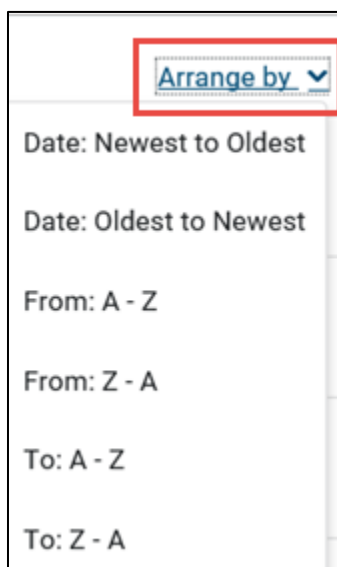 Arrange by
Date: Newest to Oldest
Date: Oldest to Newest
From: A - Z
From: Z - A
To: A - Z
To: Z - A